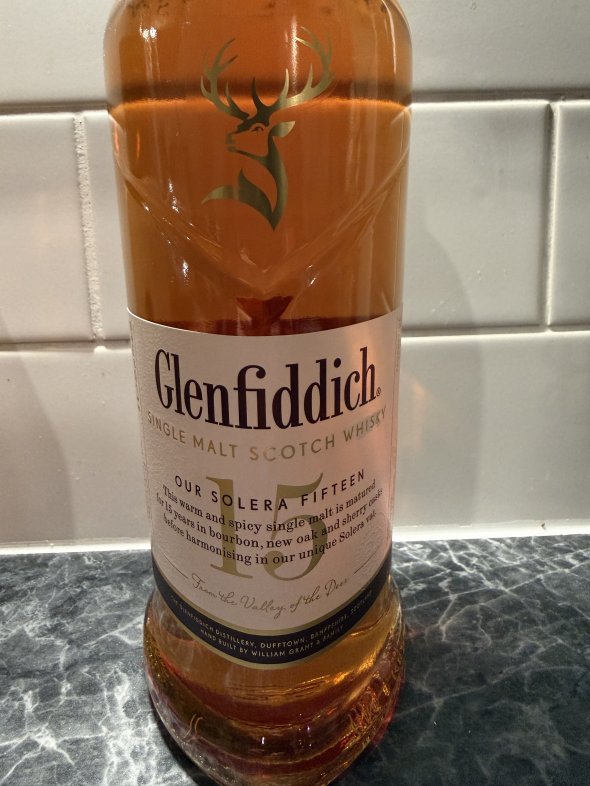 Glenfiddich®
SINGLE MALT SCOTCH WHISKY
15
OUR SOLERA FIFTEEN
This warm and spicy single malt is matured
for 15 years in bourbon, new oak and sherry casks
before harmonising in our unique Solera vat.
From the Valley of the Deer
THE GLENFIDDICH DISTILLERY, DUFFTOWN, BANFFSHIRE, SCOTLAND
HAND BUILT BY WILLIAM GRANT & FAMILY